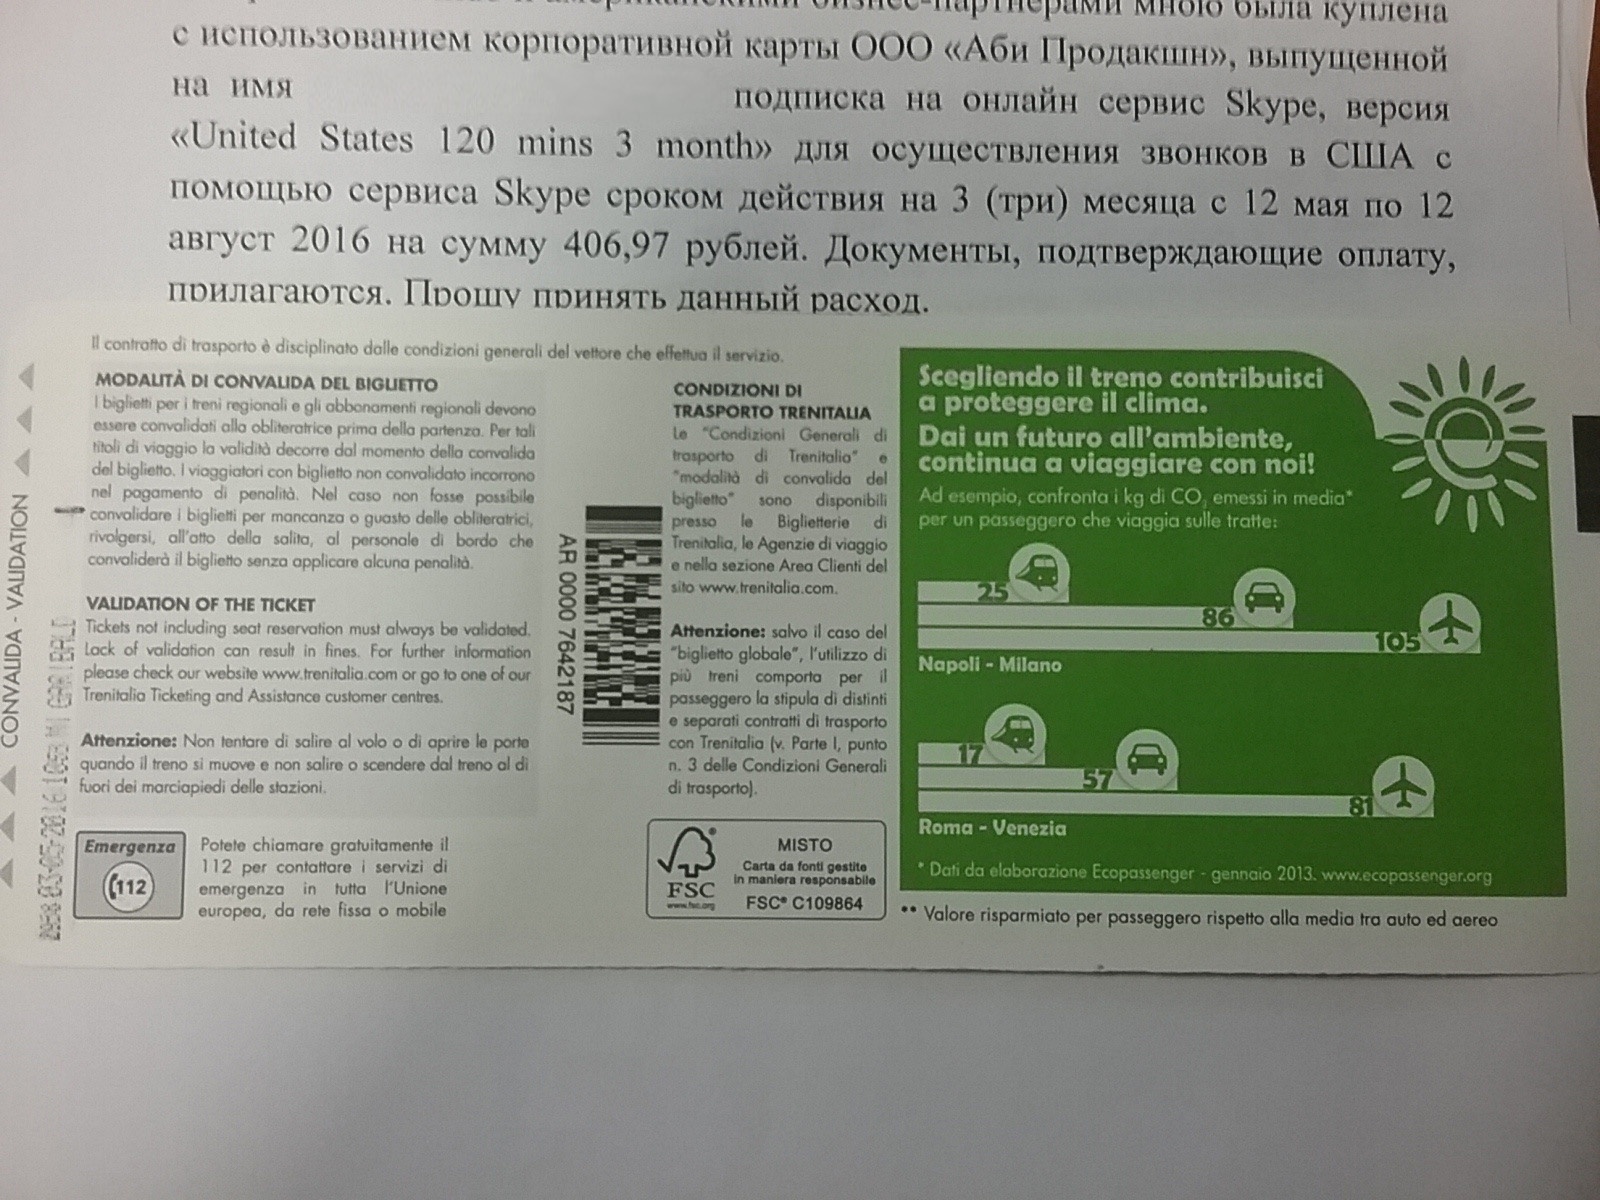 американскими бизнес-партнерами мною была куплена
с использованием корпоративной карты ООО «Аби Продакшн», выпущенной
на имя подписка на онлайн сервис Skype, версия
«United States 120 mins 3 month» для осуществления звонков в США с
помощью сервиса Skype сроком действия на 3 (три) месяца с 12 мая по 12
август 2016 на сумму 406,97 рублей. Документы, подтверждающие оплату,
прилагаются. Прошу принять данный расход.
Il contratto di trasporto è disciplinato dalle condizioni generali del vettore che effettua il servizio.
MODALITÀ DI CONVALIDA DEL BIGLIETTO
I biglietti per i treni regionali e gli abbonamenti regionali devono
essere convalidati alla obliteratrice prima della partenza. Per tali
titoli di viaggio la validità decorre dal momento della convalida
del biglietto. I viaggiatori con biglietto non convalidato incorrono
nel pagamento di penalità. Nel caso non fosse possibile
convalidare i biglietti per mancanza o guasto delle obliteratrici,
rivolgersi, all'atto della salita, al personale di bordo che
convaliderà il biglietto senza applicare alcuna penalità.
VALIDATION OF THE TICKET
Tickets not including seat reservation must always be validated.
Lack of validation can result in fines. For further information
please check our website www.trenitalia.com or go to one of our
Trenitalia Ticketing and Assistance customer centres.
Attenzione: Non tentare di salire al volo o di aprire le porte
quando il treno si muove e non salire o scendere dal treno al di
fuori dei marciapiedi delle stazioni.
Emergenza
112
Potete chiamare gratuitamente il
112 per contattare i servizi di
emergenza in tutta l'Unione
europea, da rete fissa o mobile
CONVALIDA - VALIDATION
03-05-2016 MI GARIBALI
AR 0000 7642187
CONDIZIONI DI
TRASPORTO TRENITALIA
Le "Condizioni Generali di
trasporto di Trenitalia" e
"modalità di convalida del
biglietto" sono disponibili
presso le Biglietterie di
Trenitalia, le Agenzie di viaggio
e nella sezione Area Clienti del
sito www.trenitalia.com.
Attenzione: salvo il caso del
"biglietto globale", l'utilizzo di
più treni comporta per il
passeggero la stipula di distinti
e separati contratti di trasporto
con Trenitalia (v. Parte I, punto
n. 3 delle Condizioni Generali
di trasporto).
FSC
www.fsc.org
MISTO
Carta da fonti gestite
in maniera responsabile
FSC® C109864
Scegliendo il treno contribuisci
a proteggere il clima.
Dai un futuro all'ambiente,
continua a viaggiare con noi!
Ad esempio, confronta i kg di CO₂ emessi in media*
per un passeggero che viaggia sulle tratte:
25
86
105
Napoli - Milano
17
57
81
Roma - Venezia
* Dati da elaborazione Ecopassenger - gennaio 2013. www.ecopassenger.org
** Valore risparmiato per passeggero rispetto alla media tra auto ed aereo